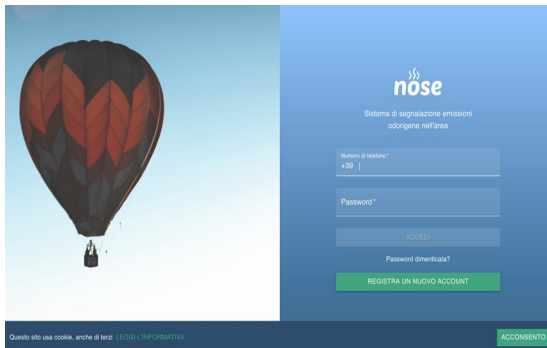 nose
Sistema di segnalazione emissioni
odorigene nell'area
Numero di telefono*
+39
Password*
ACCEDI
Password dimenticata?
REGISTRA UN NUOVO ACCOUNT
Questo sito usa cookie, anche di terzi LEGGI L'INFORMATIVA
ACCONSENTO